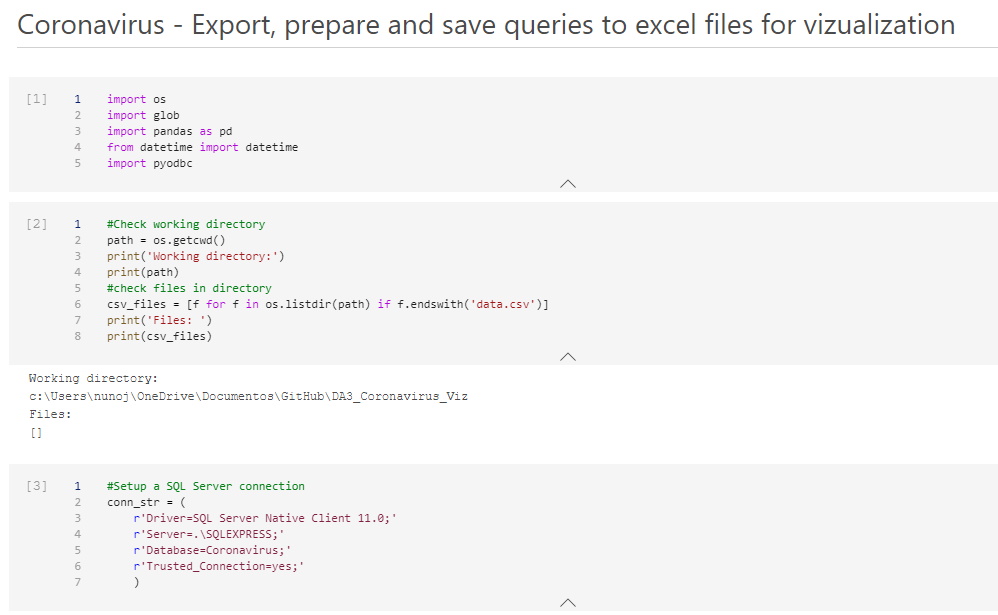 Coronavirus - Export, prepare and save queries to excel files for vizualization
[1]
1 import os
2 import glob
3 import pandas as pd
4 from datetime import datetime
5 import pyodbc
[2]
1 #Check working directory
2 path = os.getcwd()
3 print('Working directory:')
4 print(path)
5 #check files in directory
6 csv_files = [f for f in os.listdir(path) if f.endswith('data.csv')]
7 print('Files: ')
8 print(csv_files)
Working directory:
c:\Users\nunoj\OneDrive\Documentos\GitHub\DA3_Coronavirus_Viz
Files:
[]
[3]
1 #Setup a SQL Server connection
2 conn_str = (
3     r'Driver=SQL Server Native Client 11.0;'
4     r'Server=.\SQLEXPRESS;'
5     r'Database=Coronavirus;'
6     r'Trusted_Connection=yes;'
7     )